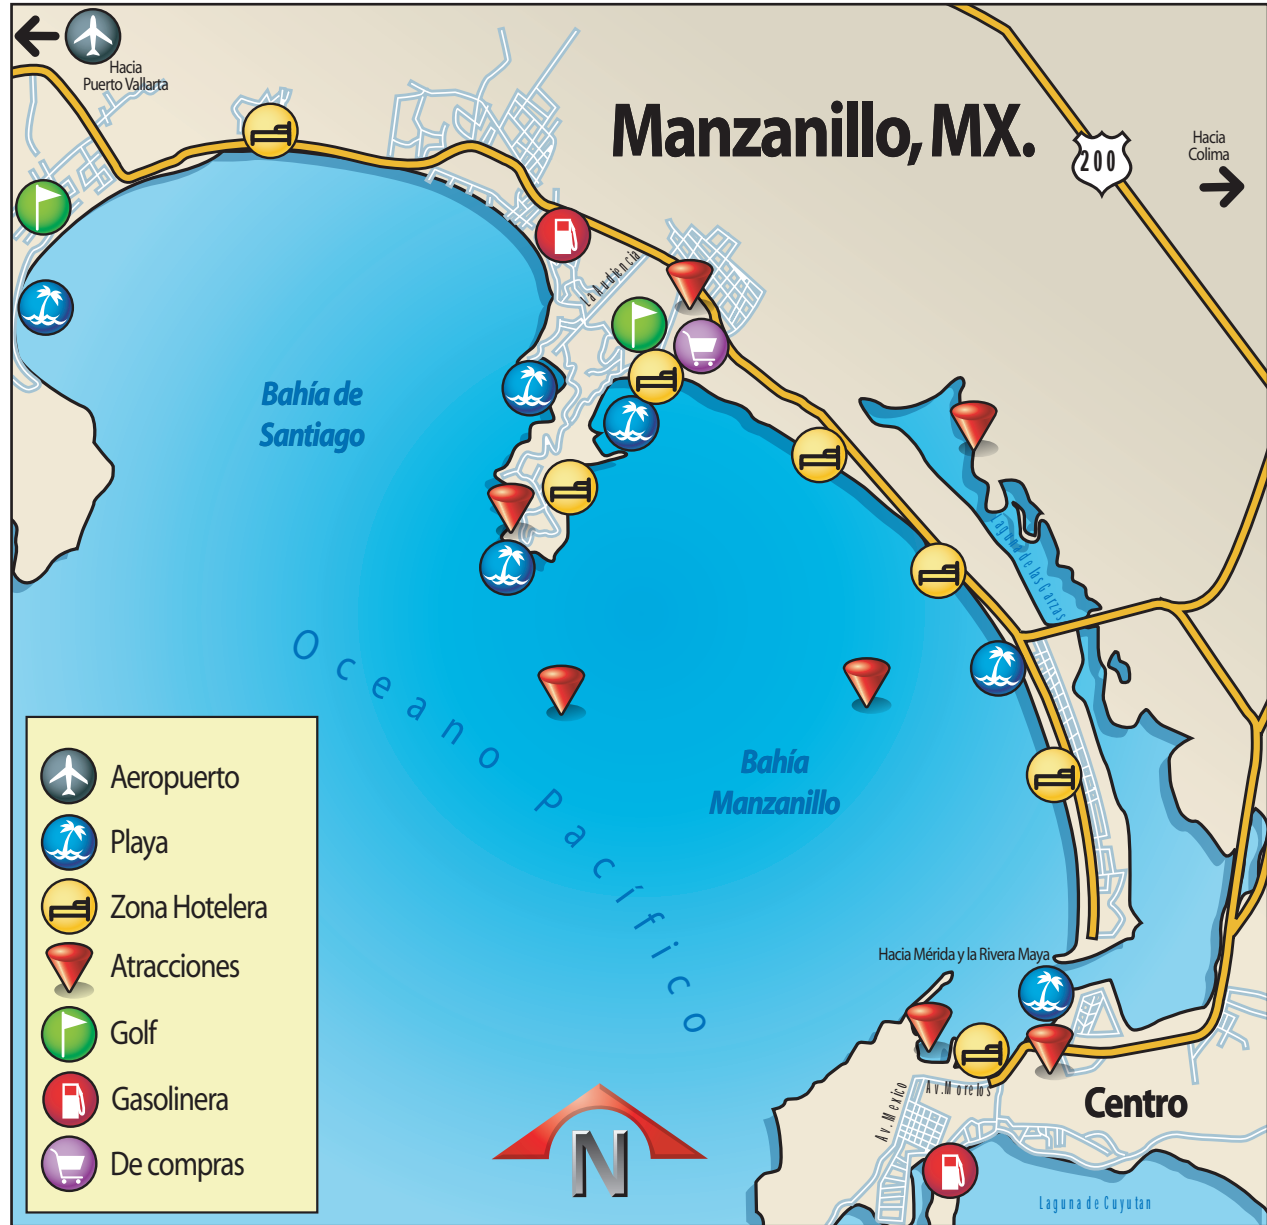 Hacia
Puerto Vallarta
Manzanillo, MX.
200
Hacia
Colima
La Audiencia
Bahía de
Santiago
Laguna de las Garzas
Oceano Pacífico
Bahía
Manzanillo
Aeropuerto
Playa
Zona Hotelera
Atracciones
Golf
Gasolinera
De compras
Hacia Mérida y la Rivera Maya
Av. Mexico
Av. Morelos
Centro
N
Laguna de Cuyutan